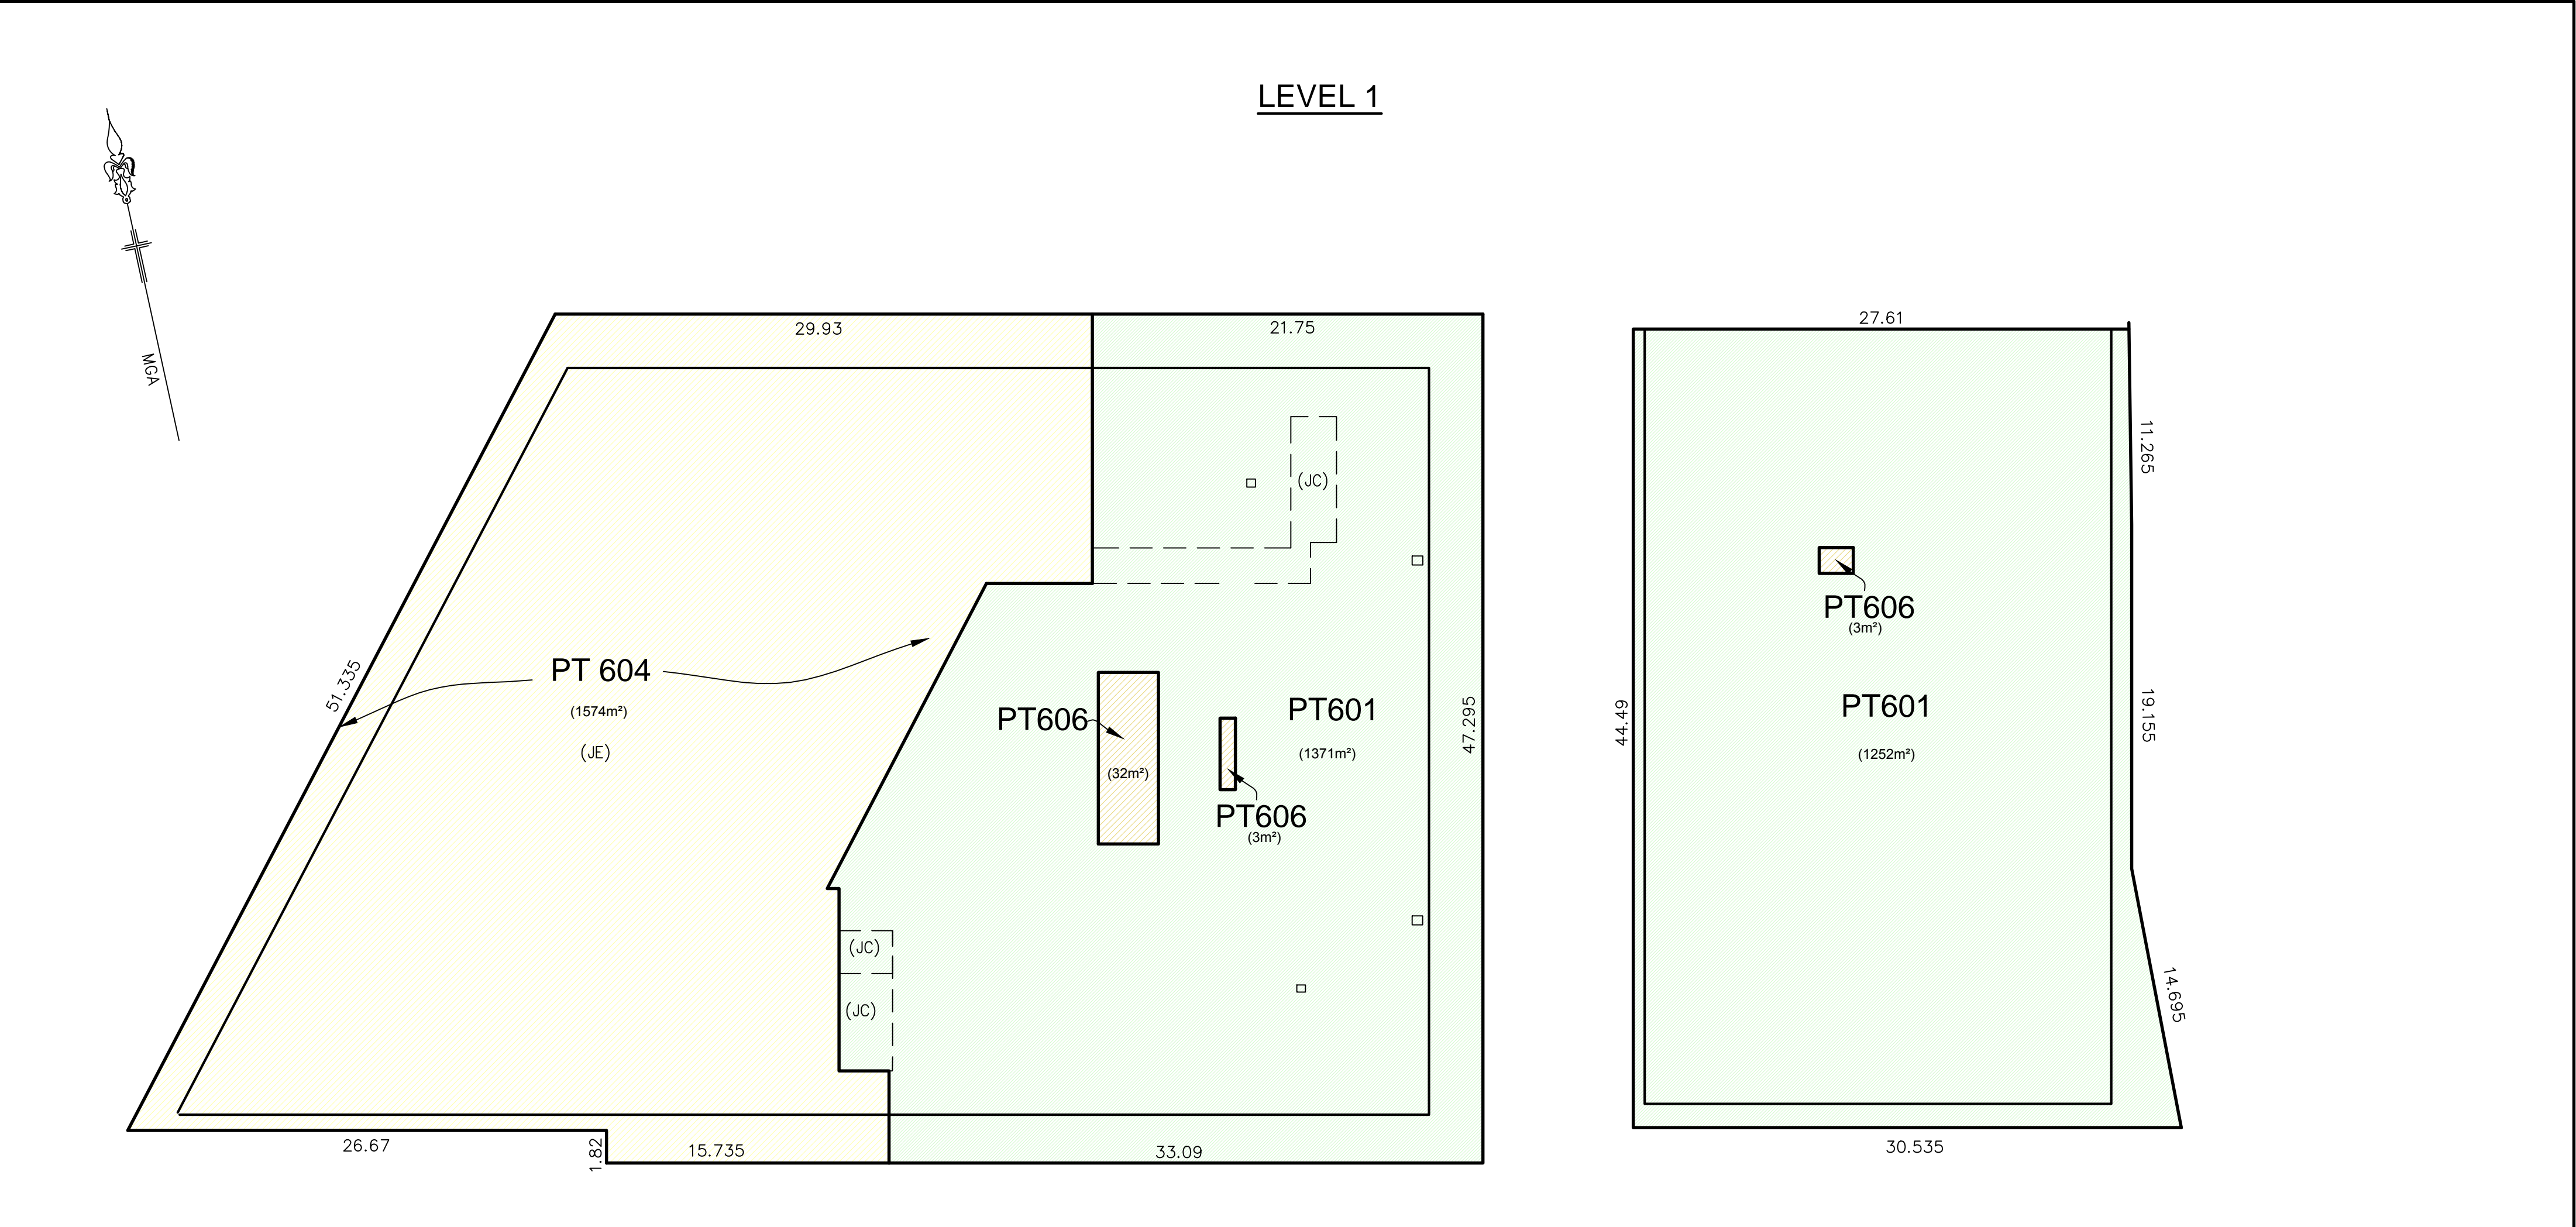 LEVEL 1
MGA
29.93
21.75
27.61
11.265
(JC)
51.335
PT 604
(1574m²)
(JE)
PT606
(32m²)
PT606
(3m²)
PT601
(1371m²)
47.295
44.49
PT606
(3m²)
PT601
(1252m²)
19.155
(JC)
(JC)
14.695
26.67
1.82
15.735
33.09
30.535